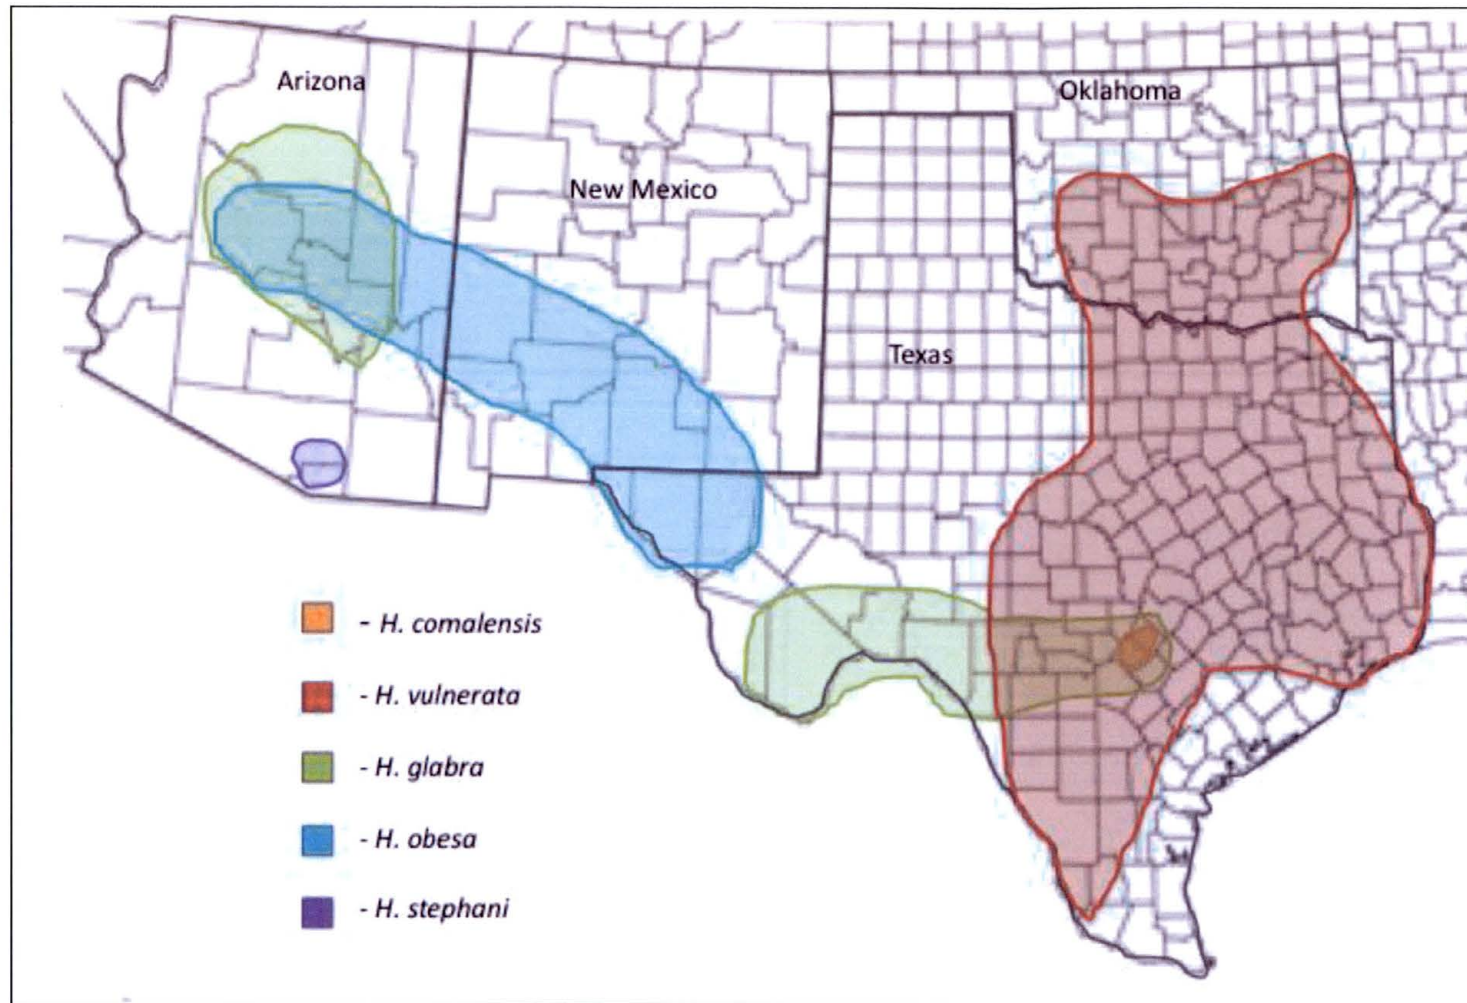 Arizona
Oklahoma
New Mexico
Texas
- H. comalensis
- H. vulnerata
- H. glabra
- H. obesa
- H. stephani